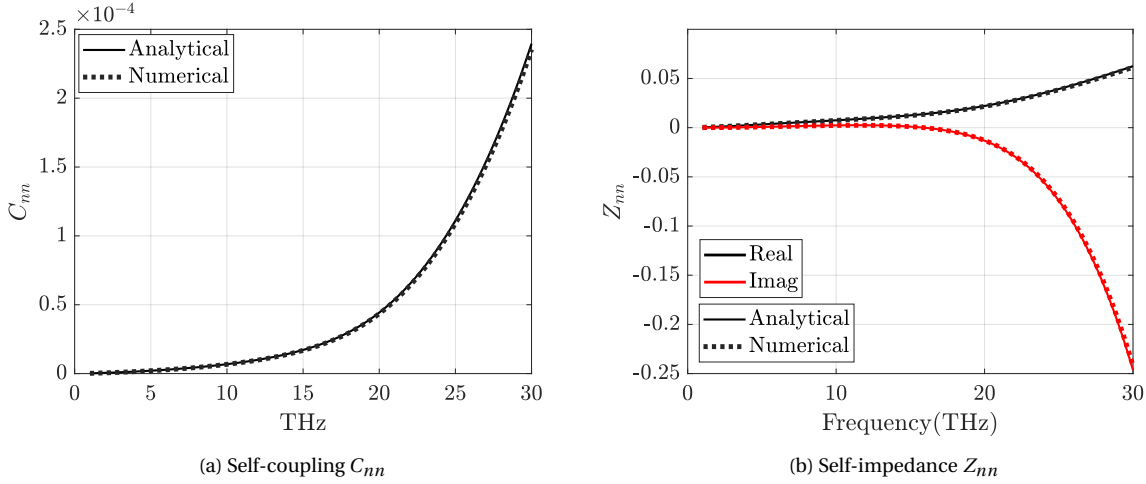 ×10⁻⁴
2.5
2
1.5
1
0.5
0
C_nn
Analytical
Numerical
0 5 10 15 20 25 30
THz
(a) Self-coupling C_nn
0.05
0
-0.05
-0.1
-0.15
-0.2
-0.25
Z_nn
Real
Imag
Analytical
Numerical
0 10 20 30
Frequency(THz)
(b) Self-impedance Z_nn